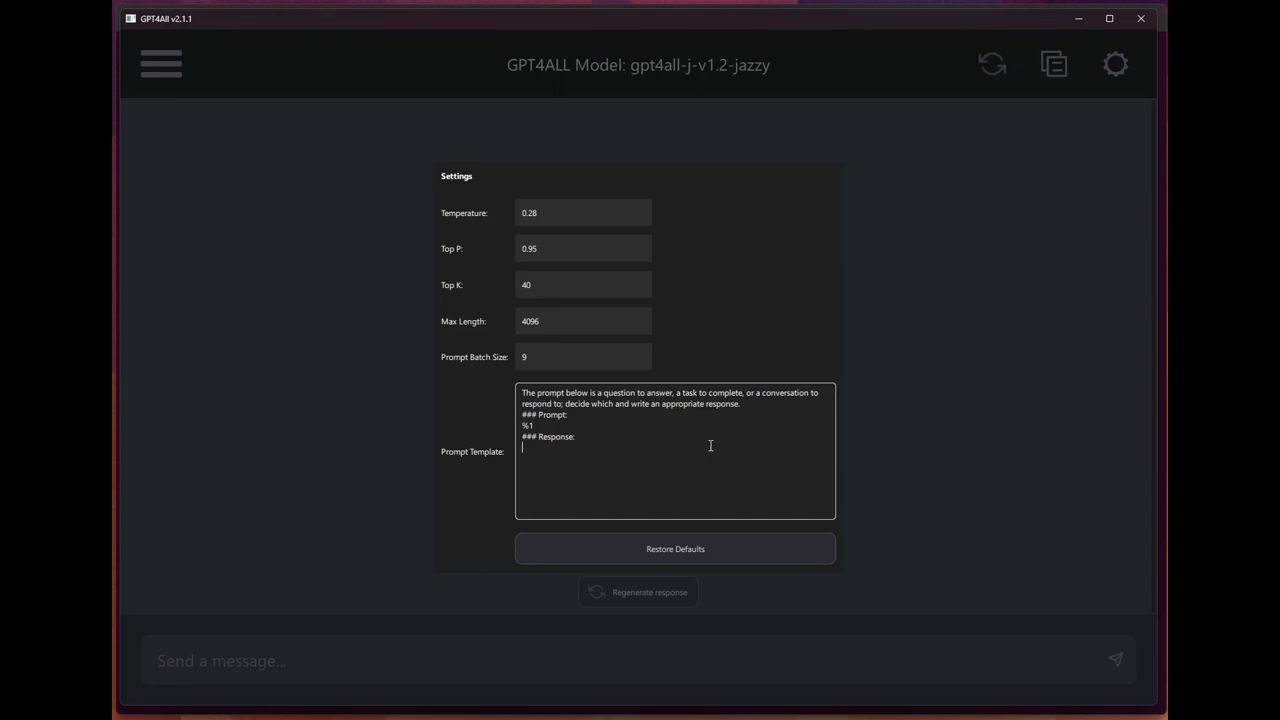 GPT4All v2.1.1
GPT4ALL Model: gpt4all-j-v1.2-jazzy
Settings
Temperature: 0.28
Top P: 0.95
Top K: 40
Max Length: 4096
Prompt Batch Size: 9
Prompt Template:
The prompt below is a question to answer, a task to complete, or a conversation to
respond to; decide which and write an appropriate response.
### Prompt:
%1
### Response:
Restore Defaults
Regenerate response
Send a message...